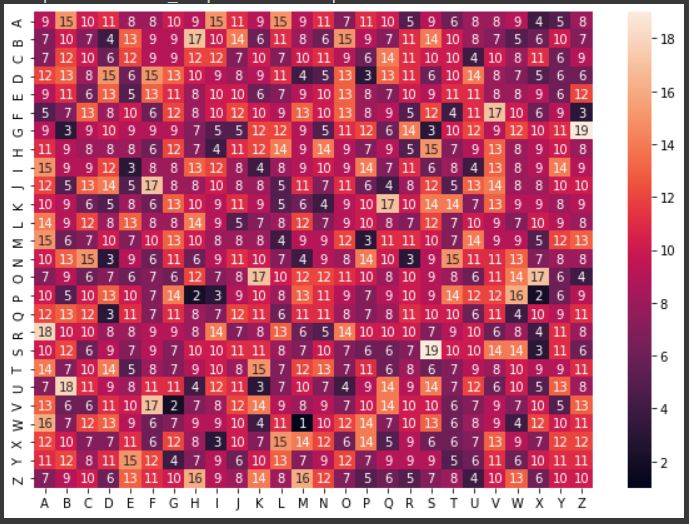 A 9 15 10 11 8 8 10 9 15 11 9 15 9 11 7 11 10 5 9 6 8 8 9 4 5 8
B 7 10 7 4 13 9 9 17 10 14 6 11 8 6 15 9 7 11 14 10 8 7 5 6 10 7
C 7 12 10 6 12 9 9 12 12 7 10 7 10 11 9 6 14 11 10 10 4 10 8 11 6 9
D 12 13 8 15 6 15 13 10 9 8 9 11 4 5 13 3 13 11 6 10 14 8 7 5 6 6
E 9 11 6 13 5 13 11 8 10 10 6 7 9 10 13 8 7 10 9 11 9 8 7 9 6 12
F 5 7 13 8 10 6 12 8 10 12 10 9 13 10 13 8 9 5 12 4 11 17 10 6 9 3
G 9 3 9 10 9 9 9 7 5 5 12 12 9 5 11 12 6 14 3 10 12 9 12 10 11 19
H 11 9 8 8 8 6 12 7 4 11 12 14 9 14 9 7 9 5 15 7 9 13 8 9 10 8
I 15 9 9 12 3 8 8 13 12 8 4 8 9 10 9 14 7 11 6 8 4 13 8 9 14 9
J 12 5 13 14 5 17 8 8 10 8 8 5 11 7 11 6 4 8 12 5 13 14 8 8 10 10
K 10 9 6 5 8 6 13 10 9 11 9 5 6 4 9 10 17 10 14 14 7 13 9 9 8 9
L 14 9 12 8 13 8 8 14 9 5 7 8 12 7 9 10 8 7 12 7 10 9 7 10 9 8
M 15 6 7 10 7 10 13 10 8 8 8 4 9 9 12 3 11 11 10 7 14 9 9 5 12 13
N 10 13 15 3 9 6 11 6 9 11 10 7 4 9 8 14 10 3 9 15 11 11 13 7 8 8
O 7 9 6 7 6 7 6 12 7 8 17 10 12 12 11 10 8 10 9 8 6 11 14 17 6 4
P 10 5 10 13 10 7 14 2 3 9 10 8 13 11 9 7 9 10 9 14 12 12 16 2 6 9
Q 12 13 12 3 11 7 11 8 7 12 11 6 11 11 8 9
R 18 10 10 8 8 9 9 8 14 7 8 13 6 5 14 10 10 10 7 9 10 6 8 4 11 8
S 10 12 6 9 7 9 7 10 10 11 11 8 7 10 7 6 6 7 19 10 10 14 14 3 11 6
T 14 7 10 14 5 8 7 9 10 8 15 7 12 13 7 11 6 8 6 7 9 8 10 9 9 11
U 7 18 11 9 8 11 11 4 12 11 3 7 10 7 4 9 14 9 14 7 12 6 10 5 13 8
V 13 6 6 11 10 17 2 7 8 12 14 9 8 9 7 10 14 10 10 6 7 9 7 10 5 13
W 16 7 12 13 9 6 7 9 9 10 4 11 1 10 12 14 7 10 13 6 8 9 4 12 10 11
X 12 10 7 7 11 6 12 8 3 10 7 15 14 12 6 14 5 9 6 6 7 13 9 7 12 12
Y 11 12 8 11 15 12 4 7 9 6 10 13 7 9 12 7 9 9 9 5 6 11 6 10 11 11
Z 7 9 10 6 13 11 10 16 9 8 14 8 16 12 7 5 6 5 7 8 4 10 13 6 10 10
A B C D E F G H I J K L M N O P Q R S T U V W X Y Z
18
16
14
12
10
8
6
4
2